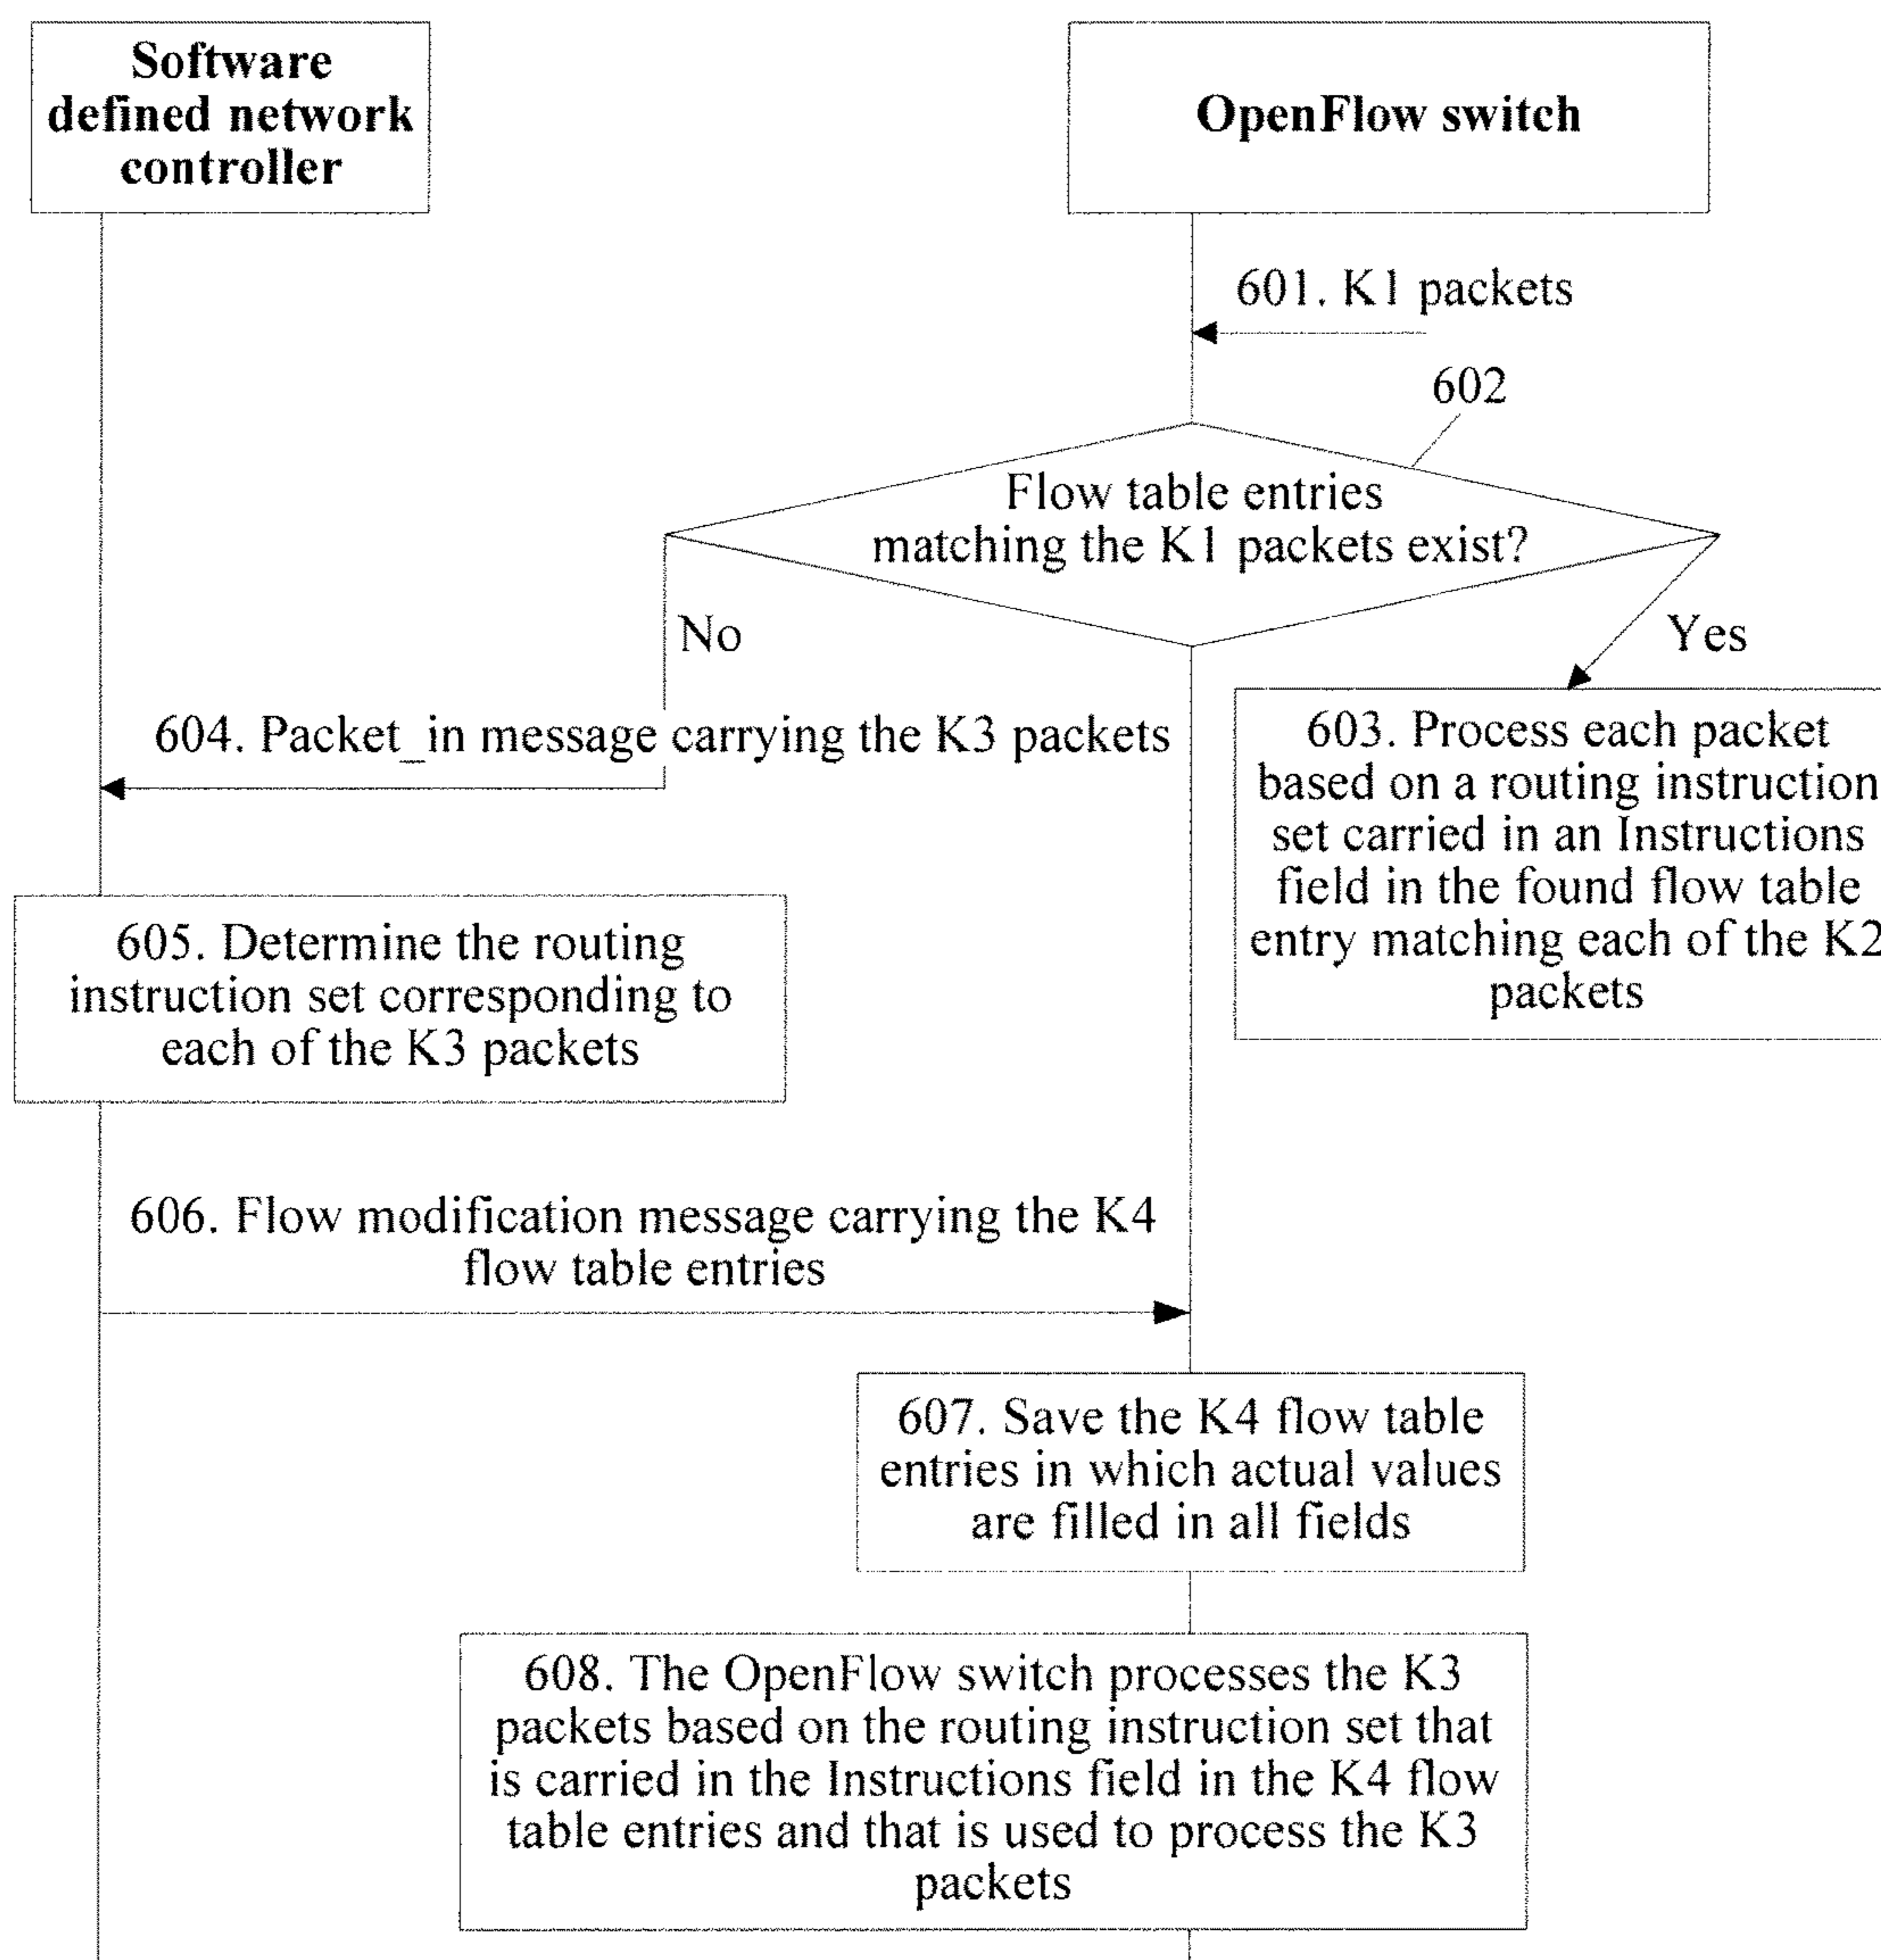 Software
defined network
controller
OpenFlow switch
601. K1 packets
602
Flow table entries
matching the K1 packets exist?
No
Yes
604. Packet_in message carrying the K3 packets
603. Process each packet
based on a routing instruction
set carried in an Instructions
field in the found flow table
entry matching each of the K2
packets
605. Determine the routing
instruction set corresponding to
each of the K3 packets
606. Flow modification message carrying the K4
flow table entries
607. Save the K4 flow table
entries in which actual values
are filled in all fields
608. The OpenFlow switch processes the K3
packets based on the routing instruction set that
is carried in the Instructions field in the K4 flow
table entries and that is used to process the K3
packets